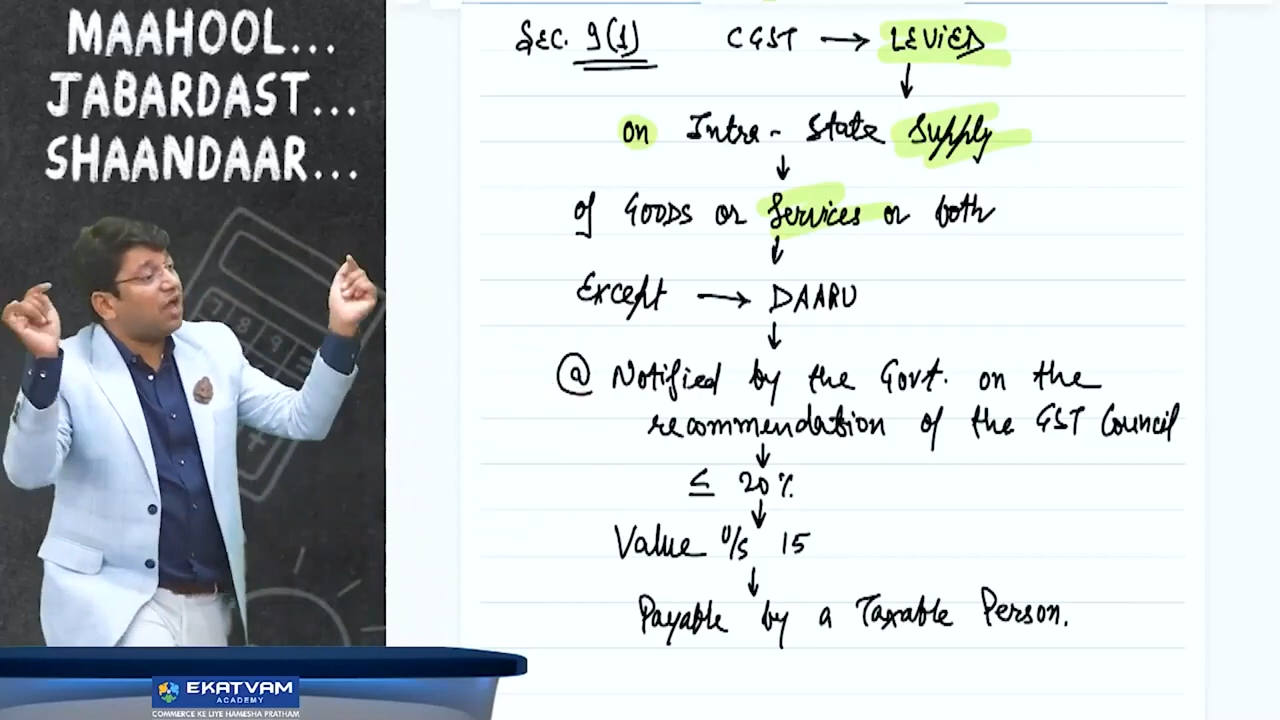 MAAHOOL...
JABARDAST...
SHAANDAAR...
SEC. 9(1) CGST → LEVIED
↓
on Intra-State Supply
↓
of GOODS or Services or both
↓
Except → DAARU
↓
@ Notified by the Govt. on the
recommendation of the GST Council
↓
≤ 20%
↓
Value u/s 15
↓
Payable by a Taxable Person.
EKATVAM
ACADEMY
COMMERCE KE LIYE HAMESHA PRATHAM